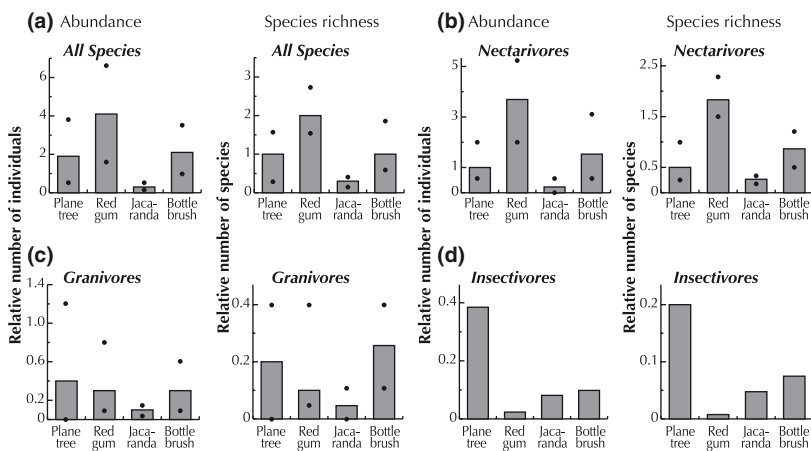 (a) Abundance Species richness (b) Abundance Species richness
All Species All Species Nectarivores Nectarivores
Relative number of individuals
6
4
2
0
Plane tree Red gum Jaca-randa Bottle brush
Relative number of species
3
2
1
0
Plane tree Red gum Jaca-randa Bottle brush
Relative number of individuals
5
3
1
0
Plane tree Red gum Jaca-randa Bottle brush
Relative number of species
2.5
1.5
0.5
0
Plane tree Red gum Jaca-randa Bottle brush
(c) (d)
Granivores Granivores Insectivores Insectivores
1.4
1.0
0.6
0.2
0
Plane tree Red gum Jaca-randa Bottle brush
0.4
0.2
0
Plane tree Red gum Jaca-randa Bottle brush
0.4
0.2
0
Plane tree Red gum Jaca-randa Bottle brush
0.2
0.1
0
Plane tree Red gum Jaca-randa Bottle brush